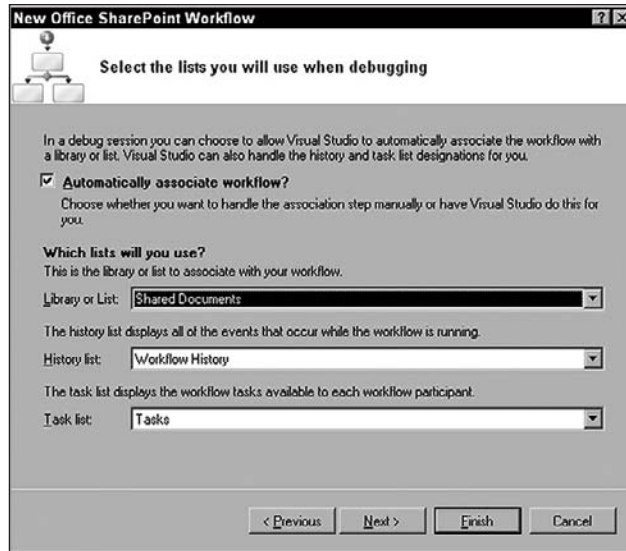 New Office SharePoint Workflow
Select the lists you will use when debugging
In a debug session you can choose to allow Visual Studio to automatically associate the workflow with
a library or list. Visual Studio can also handle the history and task list designations for you.
Automatically associate workflow?
Choose whether you want to handle the association step manually or have Visual Studio do this for
you.
Which lists will you use?
This is the library or list to associate with your workflow.
Library or List: Shared Documents
The history list displays all of the events that occur while the workflow is running.
History list: Workflow History
The task list displays the workflow tasks available to each workflow participant.
Task list: Tasks
< Previous Next > Finish Cancel